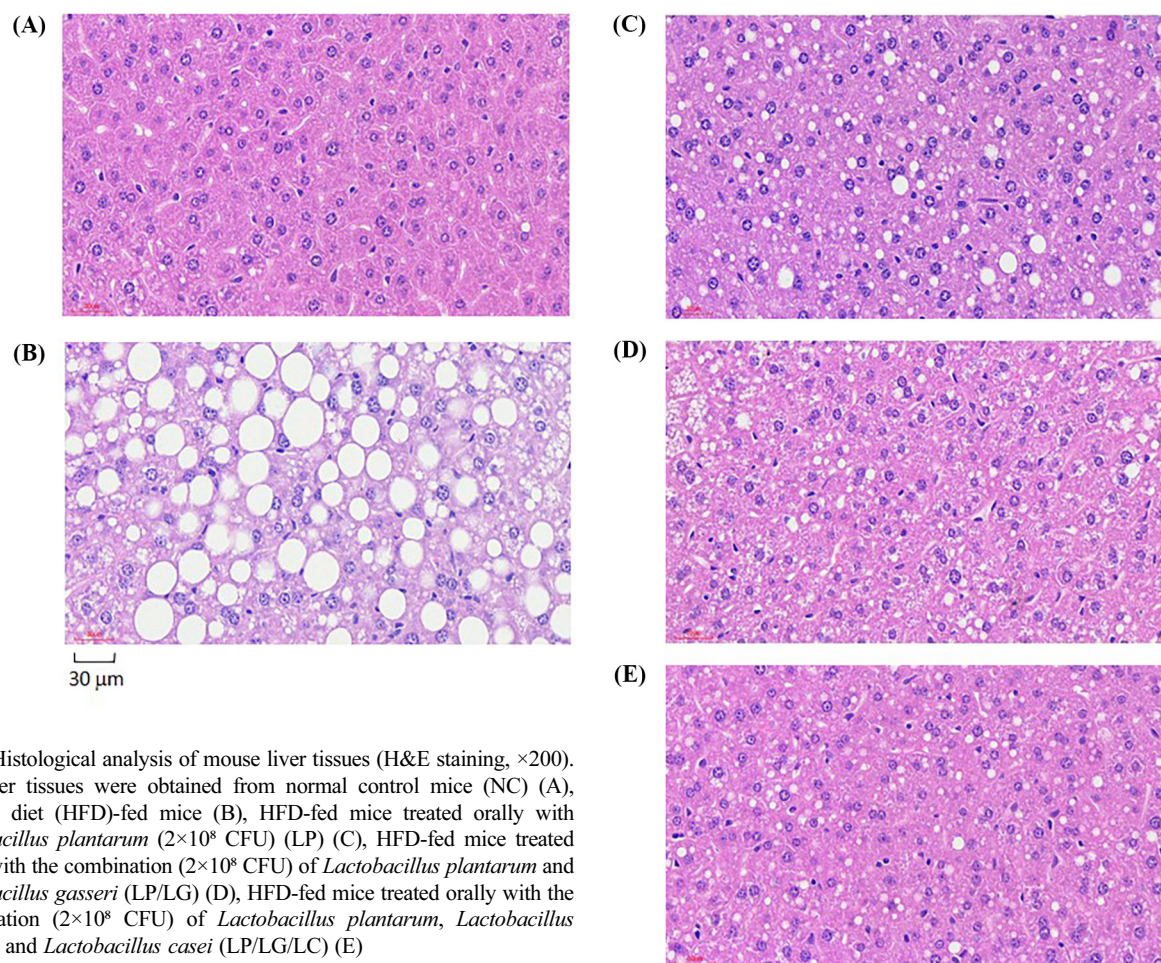 (A)
(B)
30 μm
Histological analysis of mouse liver tissues (H&E staining, ×200).
er tissues were obtained from normal control mice (NC) (A),
diet (HFD)-fed mice (B), HFD-fed mice treated orally with
acillus plantarum (2×10⁸ CFU) (LP) (C), HFD-fed mice treated
with the combination (2×10⁸ CFU) of Lactobacillus plantarum and
acillus gasseri (LP/LG) (D), HFD-fed mice treated orally with the
ation (2×10⁸ CFU) of Lactobacillus plantarum, Lactobacillus
and Lactobacillus casei (LP/LG/LC) (E)
(C)
(D)
(E)